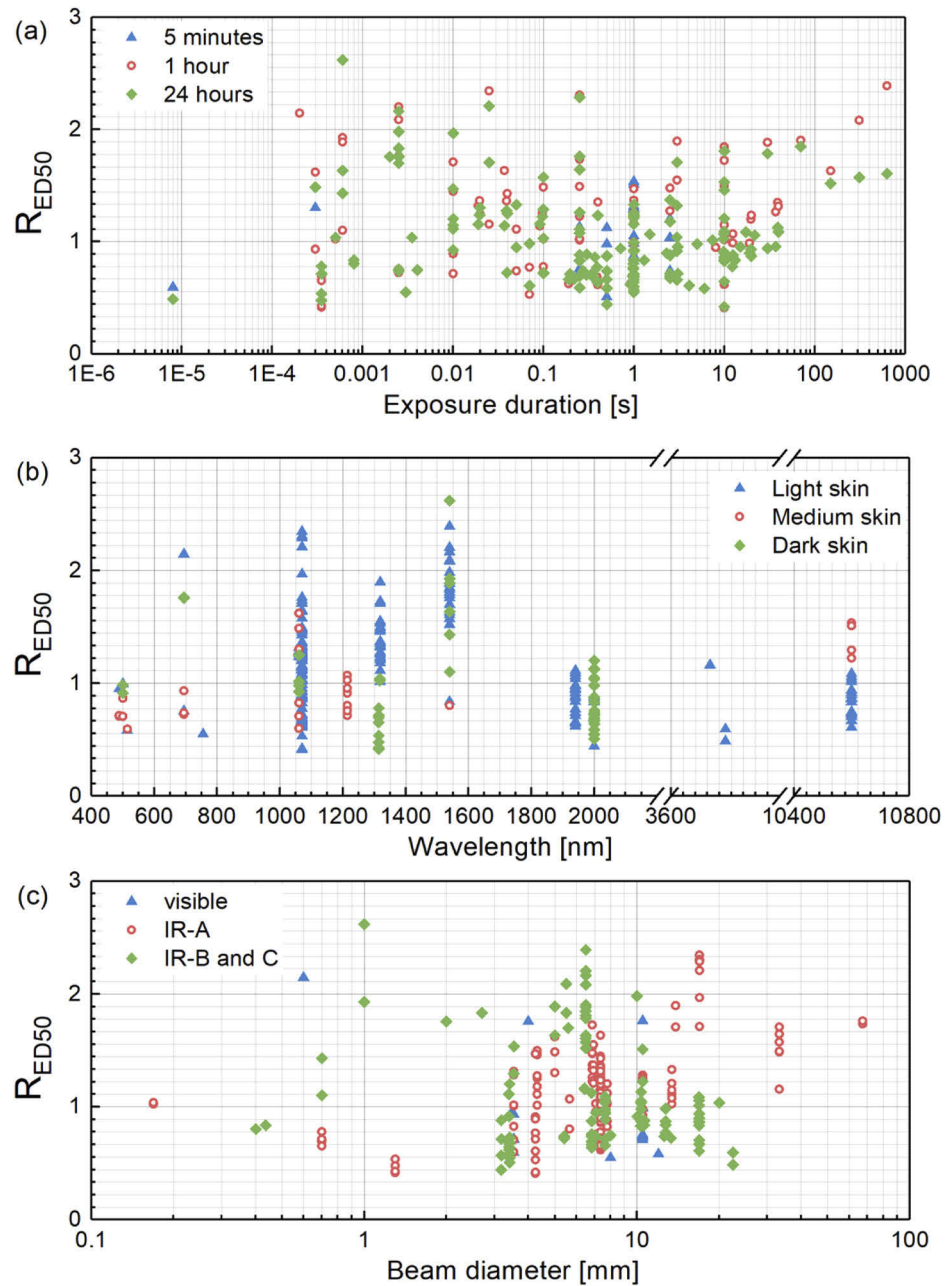 (a)
5 minutes
1 hour
24 hours
3
2
1
0
R_ED50
1E-6 1E-5 1E-4 0.001 0.01 0.1 1 10 100 1000
Exposure duration [s]
(b)
Light skin
Medium skin
Dark skin
3
2
1
0
R_ED50
400 600 800 1000 1200 1400 1600 1800 2000 2200 3600 10400 10800
Wavelength [nm]
(c)
visible
IR-A
IR-B and C
3
2
1
0
R_ED50
0.1 1 10 100
Beam diameter [mm]